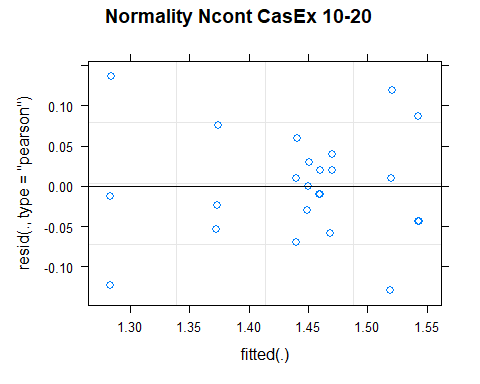 Normality Ncont CasEx 10-20
resid(., type = "pearson")
0.10
0.05
0.00
-0.05
-0.10
1.30 1.35 1.40 1.45 1.50 1.55
fitted(.)